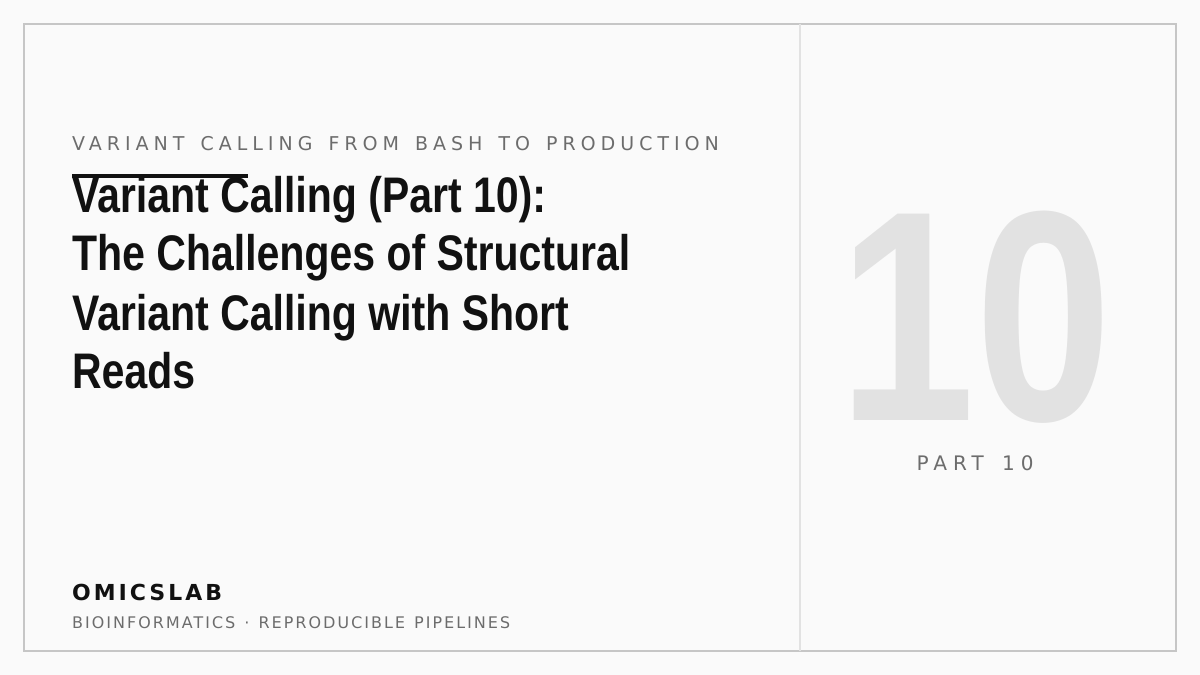 VARIANT CALLING FROM BASH TO PRODUCTION
Variant Calling (Part 10):
The Challenges of Structural
Variant Calling with Short
Reads
10
PART 10
OMICSLAB
BIOINFORMATICS · REPRODUCIBLE PIPELINES